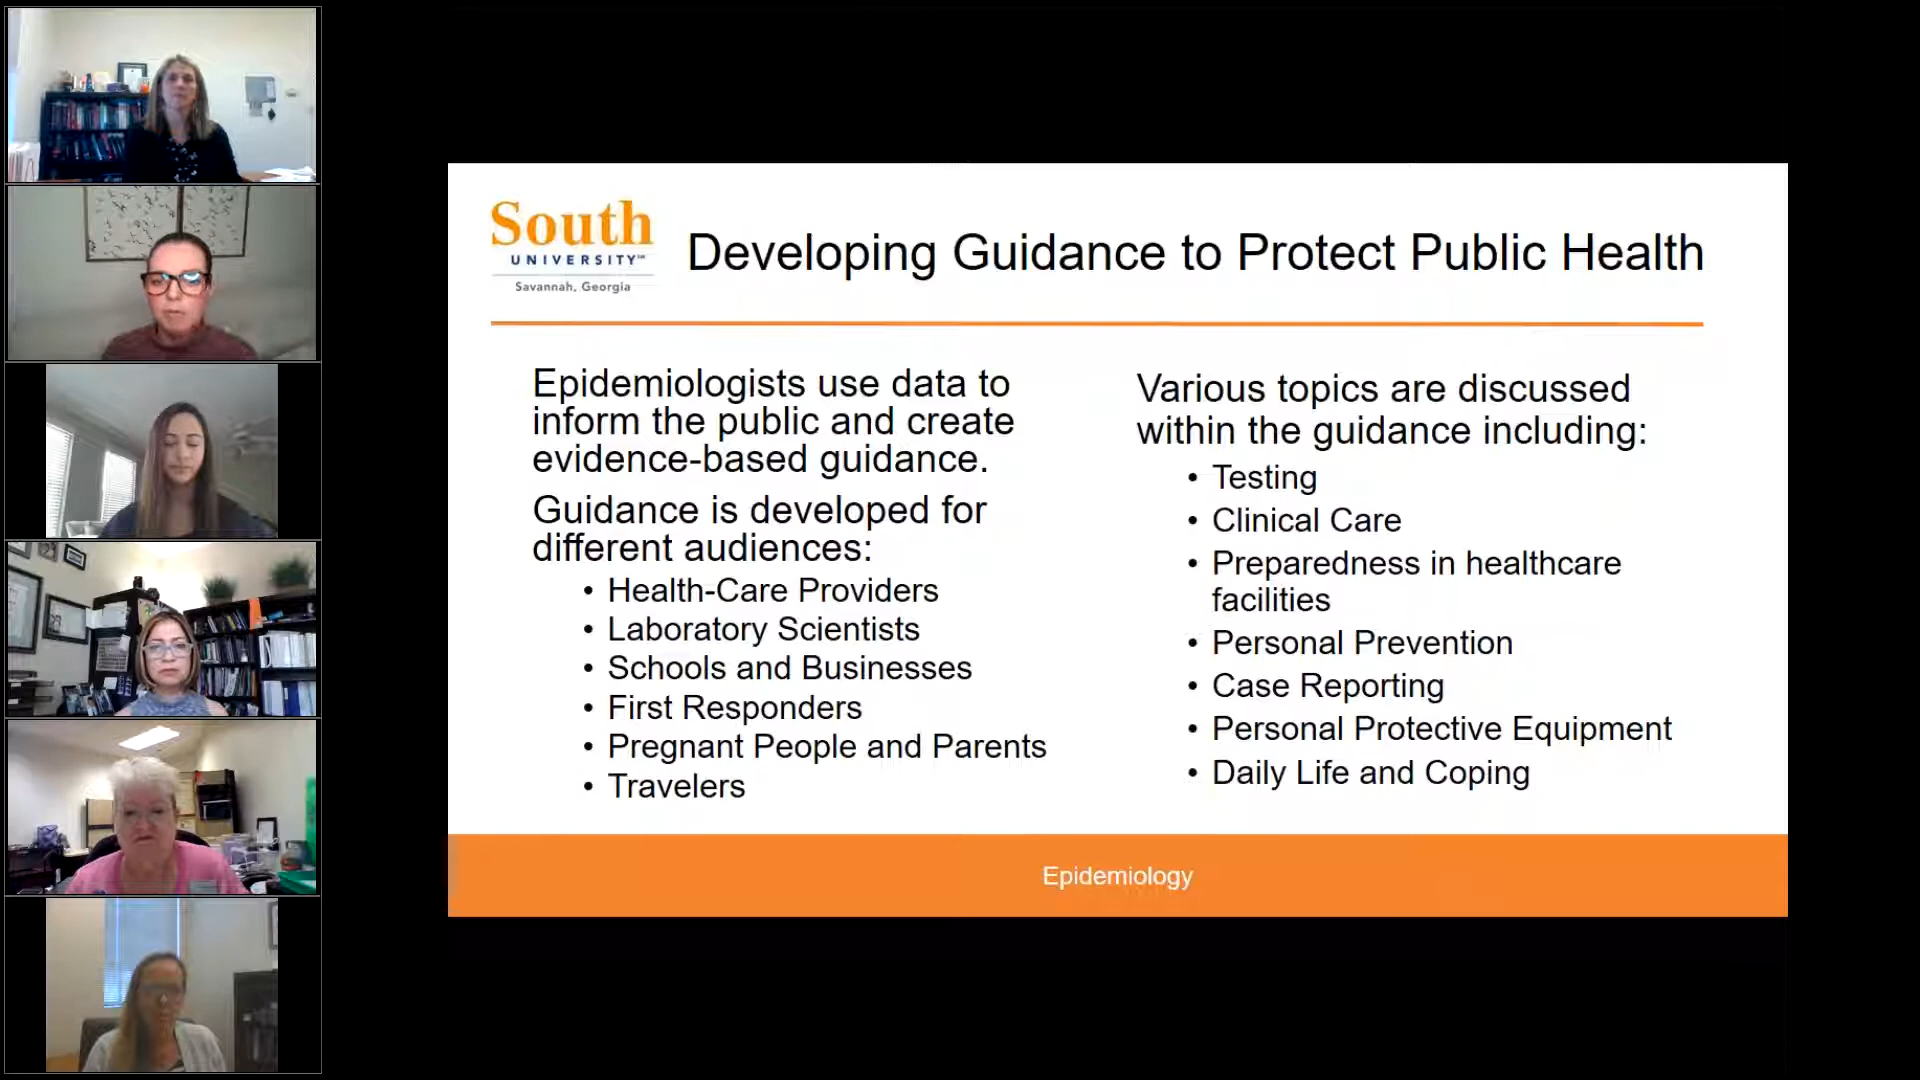 South
UNIVERSITY℠
Savannah, Georgia
Developing Guidance to Protect Public Health
Epidemiologists use data to
inform the public and create
evidence-based guidance.
Guidance is developed for
different audiences:
• Health-Care Providers
• Laboratory Scientists
• Schools and Businesses
• First Responders
• Pregnant People and Parents
• Travelers
Various topics are discussed
within the guidance including:
• Testing
• Clinical Care
• Preparedness in healthcare
facilities
• Personal Prevention
• Case Reporting
• Personal Protective Equipment
• Daily Life and Coping
Epidemiology